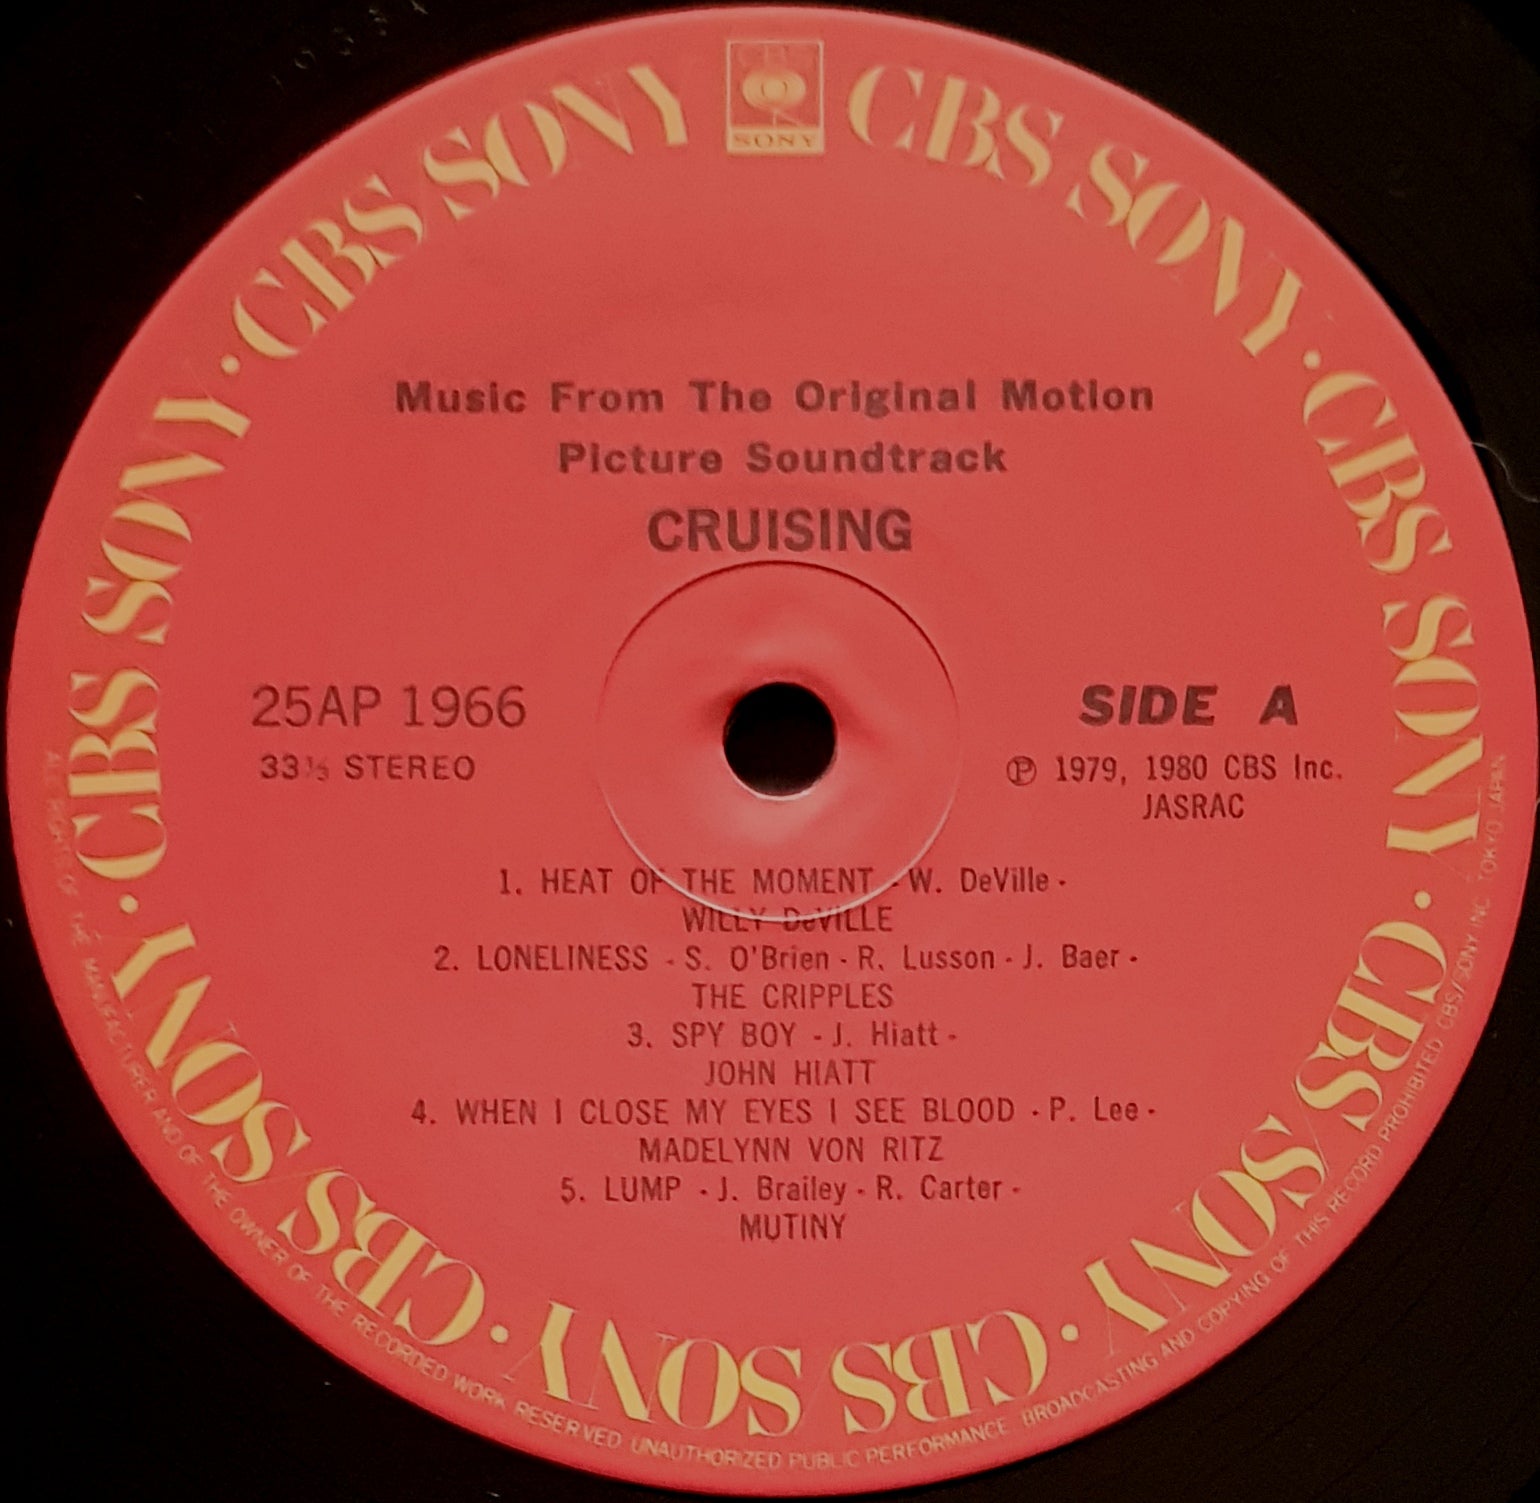 CBS
SONY
CBS SONY · CBS SONY · CBS SONY · CBS SONY · CBS SONY · CBS SONY · CBS SONY · CBS SONY
Music From The Original Motion
Picture Soundtrack
CRUISING
25AP 1966
33⅓ STEREO
SIDE A
℗ 1979, 1980 CBS Inc.
JASRAC
1. HEAT OF THE MOMENT - W. DeVille -
WILLY DeVILLE
2. LONELINESS - S. O'Brien - R. Lusson - J. Baer -
THE CRIPPLES
3. SPY BOY - J. Hiatt -
JOHN HIATT
4. WHEN I CLOSE MY EYES I SEE BLOOD - P. Lee -
MADELYNN VON RITZ
5. LUMP - J. Brailey - R. Carter -
MUTINY
ALL RIGHTS OF THE MANUFACTURER AND OF THE OWNER OF THE RECORDED WORK RESERVED UNAUTHORIZED PUBLIC PERFORMANCE BROADCASTING AND COPYING OF THIS RECORD PROHIBITED CBS/SONY INC. TOKYO JAPAN